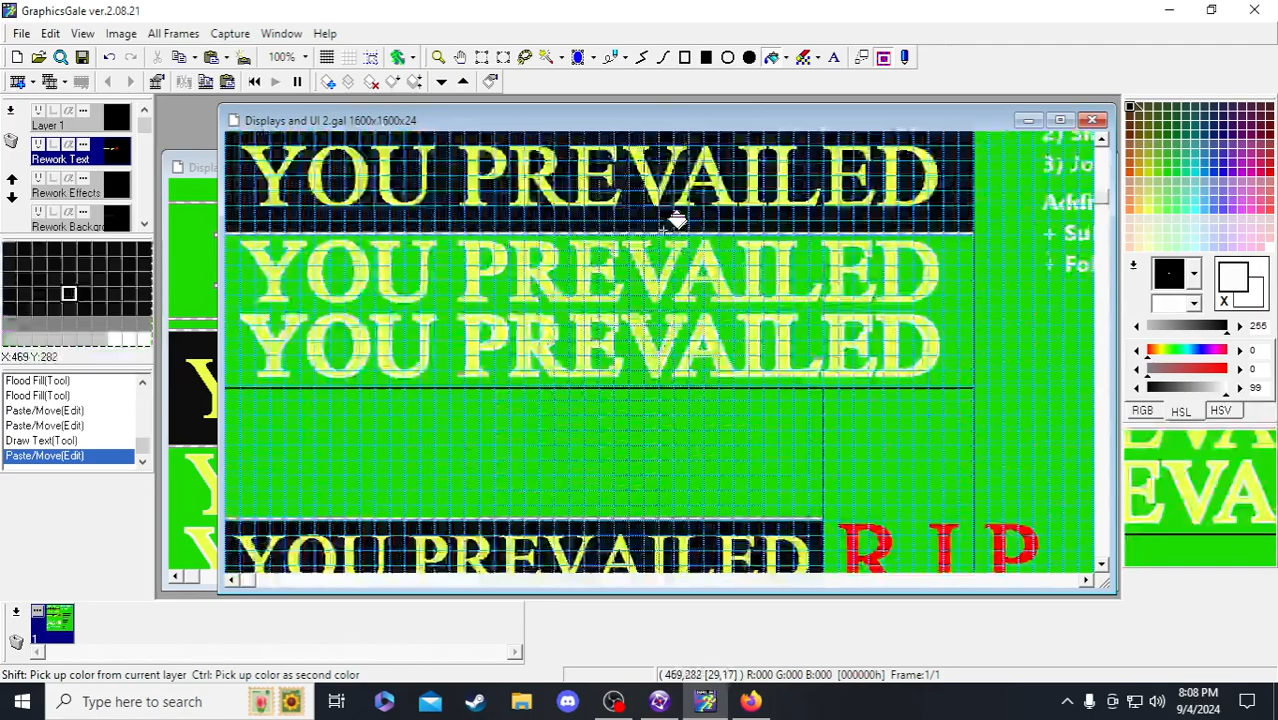 GraphicsGale ver.2.08.21
File Edit View Image All Frames Capture Window Help
100%
Layer 1
Rework Text
Rework Effects
Displays and UI 2.gal 1600x1600x24
YOU PREVAILED
YOU PREVAILED
YOU PREVAILED
YOU PREVAILED
R I P
2)
3)
+
+
X:469 Y:282
Flood Fill(Tool)
Flood Fill(Tool)
Paste/Move(Edit)
Paste/Move(Edit)
Draw Text(Tool)
Paste/Move(Edit)
X
255
0
0
99
RGB HSL HSV
EVA
1
Shift: Pick up color from current layer Ctrl: Pick up color as second color
( 469,282 [29,17] ) R:000 G:000 B:000 [000000h] Frame:1/1
Type here to search
8:08 PM
9/4/2024